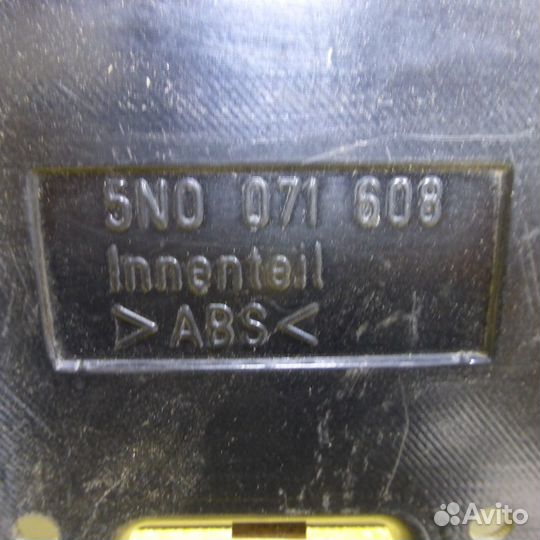 5N0 071 608
Innenteil
>ABS<
Avito